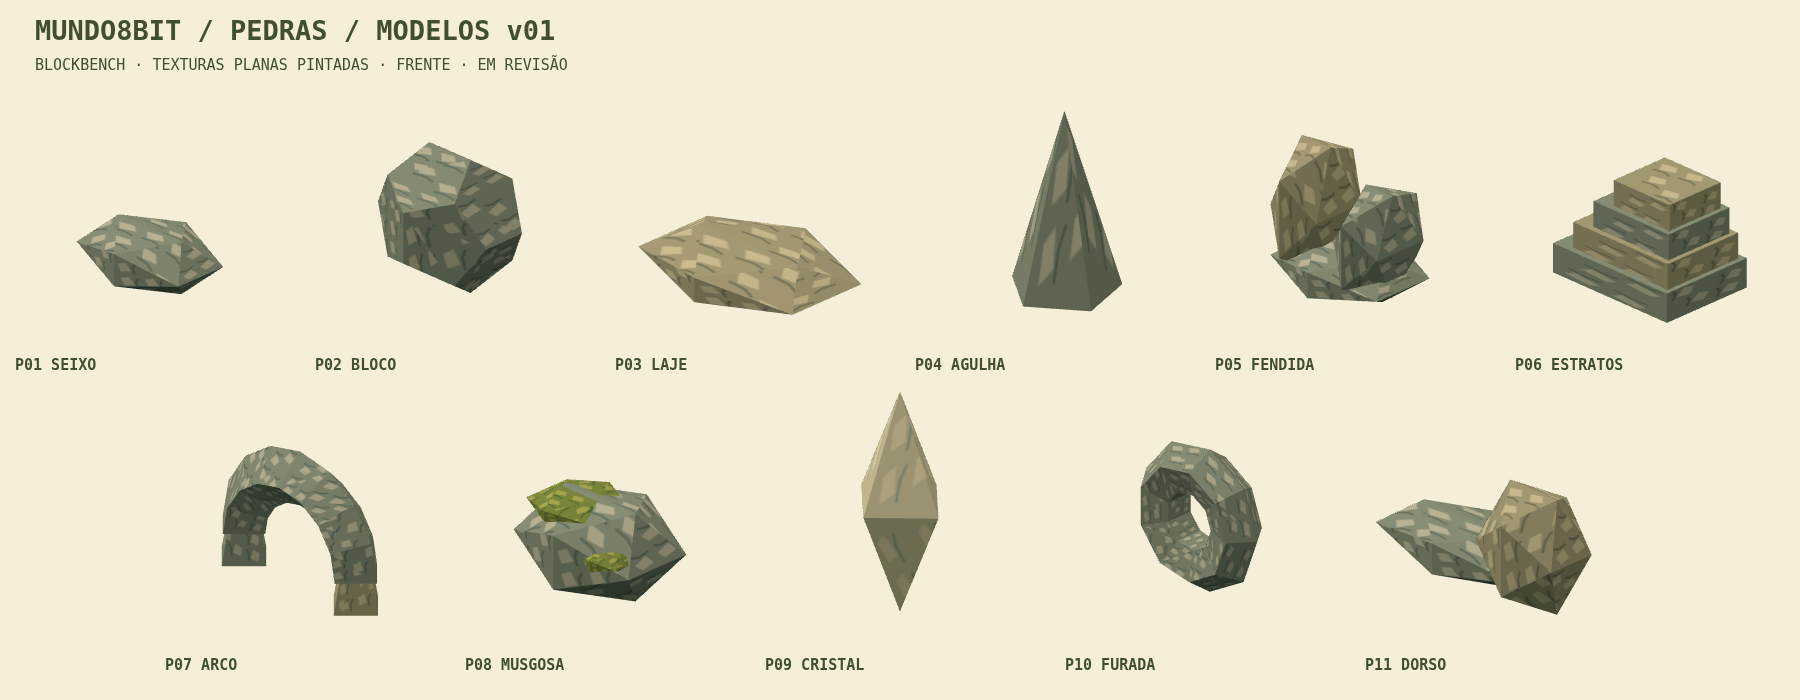 MUNDO8BIT / PEDRAS / MODELOS v01
BLOCKBENCH · TEXTURAS PLANAS PINTADAS · FRENTE · EM REVISÃO
P01 SEIXO
P02 BLOCO
P03 LAJE
P04 AGULHA
P05 FENDIDA
P06 ESTRATOS
P07 ARCO
P08 MUSGOSA
P09 CRISTAL
P10 FURADA
P11 DORSO